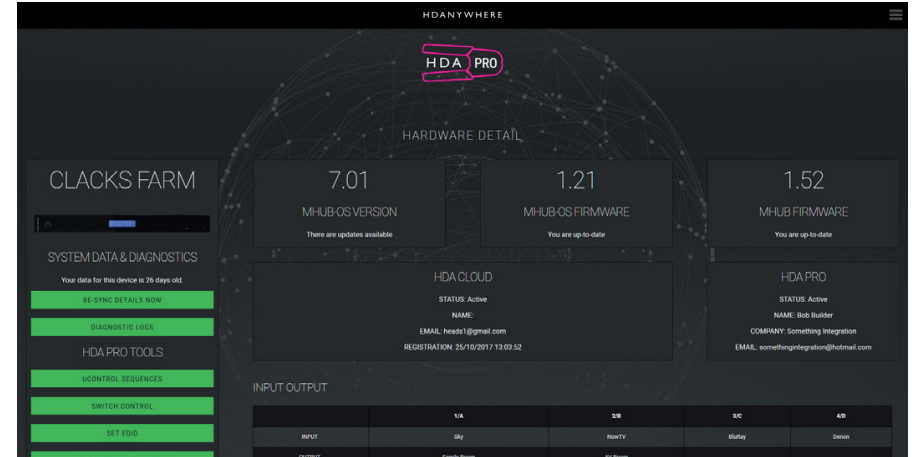 HDANYWHERE
HDA PRO
HARDWARE DETAIL
CLACKS FARM
SYSTEM DATA & DIAGNOSTICS
Your data for this device is 26 days old.
RE-SYNC DETAILS NOW
DIAGNOSTIC LOGS
HDA PRO TOOLS
UCONTROL SEQUENCES
SWITCH CONTROL
SET EDID
7.01
MHUB-OS VERSION
There are updates available
1.21
MHUB-OS FIRMWARE
You are up-to-date
1.52
MHUB FIRMWARE
You are up-to-date
HDA CLOUD
STATUS: Active
NAME:
EMAIL: heads1@gmail.com
REGISTRATION: 25/10/2017 13:03:52
HDA PRO
STATUS: Active
NAME: Bob Builder
COMPANY: Something Integration
EMAIL: somethingintegration@hotmail.com
INPUT OUTPUT
1/A 2/B 3/C 4/D
INPUT Sky NowTV BluRay Denon
OUTPUT Family Room AV Room